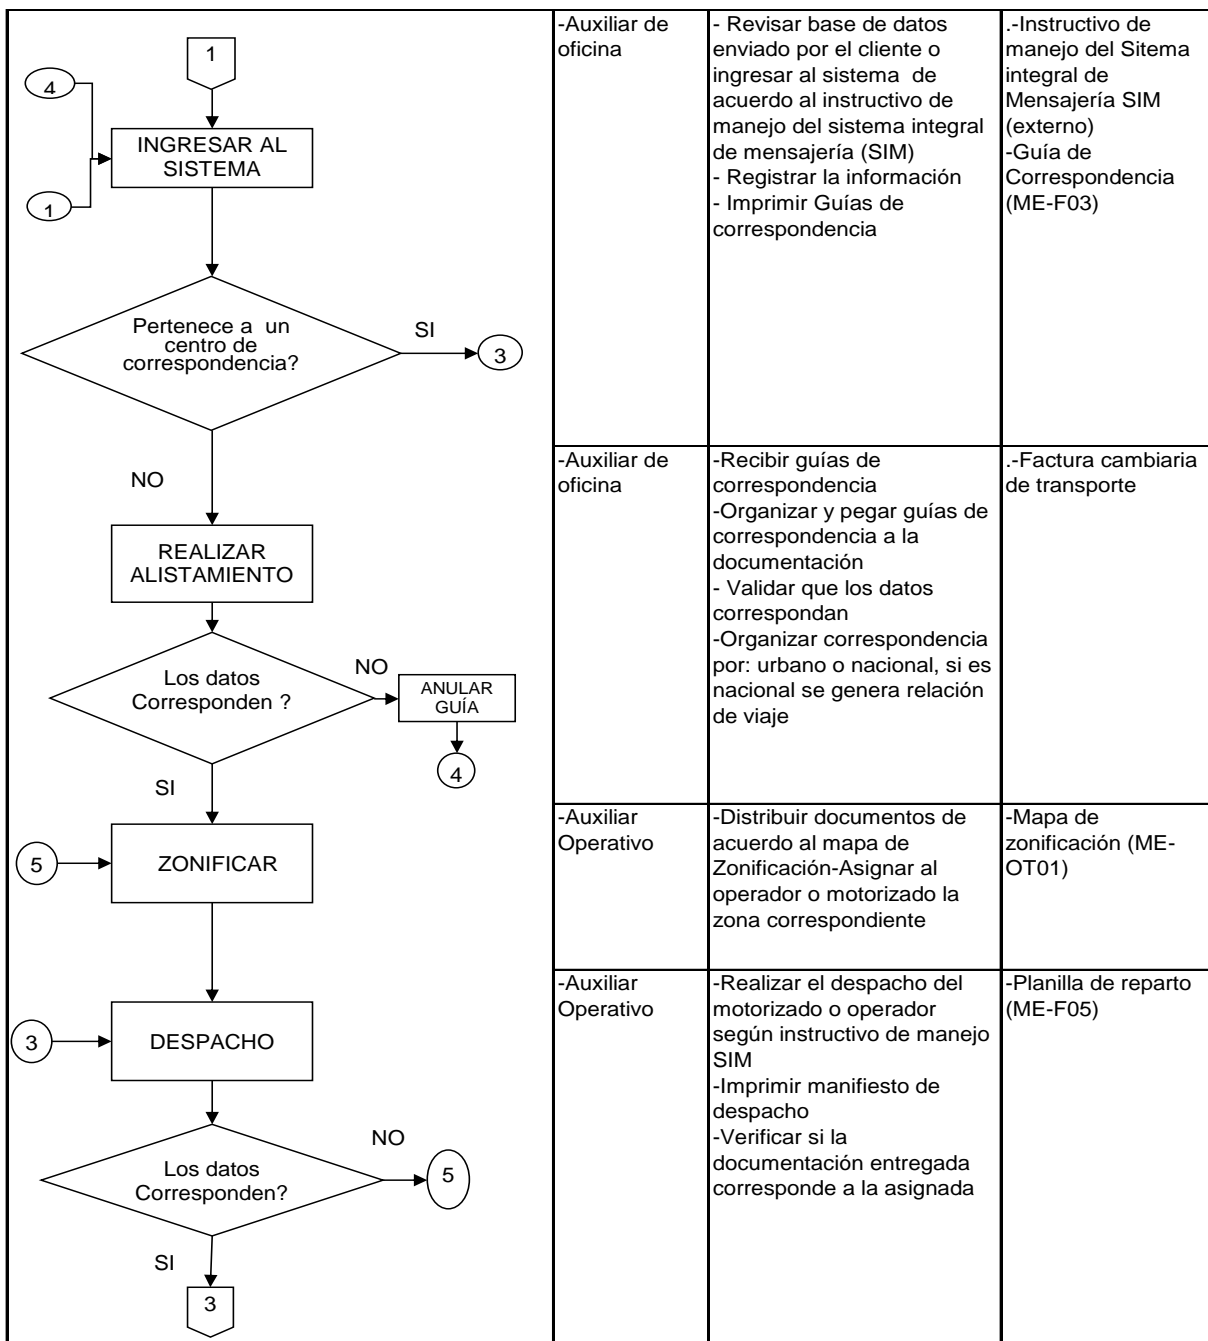 1
4
INGRESAR AL
SISTEMA
1
Pertenece a un
centro de
correspondencia?
SI
3
NO
REALIZAR
ALISTAMIENTO
Los datos
Corresponden ?
NO
ANULAR
GUÍA
4
SI
5
ZONIFICAR
3
DESPACHO
Los datos
Corresponden?
NO
5
SI
3
-Auxiliar de
oficina
- Revisar base de datos
enviado por el cliente o
ingresar al sistema de
acuerdo al instructivo de
manejo del sistema integral
de mensajería (SIM)
- Registrar la información
- Imprimir Guías de
correspondencia
.-Instructivo de
manejo del Sitema
integral de
Mensajería SIM
(externo)
-Guía de
Correspondencia
(ME-F03)
-Auxiliar de
oficina
-Recibir guías de
correspondencia
-Organizar y pegar guías de
correspondencia a la
documentación
- Validar que los datos
correspondan
-Organizar correspondencia
por: urbano o nacional, si es
nacional se genera relación
de viaje
.-Factura cambiaria
de transporte
-Auxiliar
Operativo
-Distribuir documentos de
acuerdo al mapa de
Zonificación-Asignar al
operador o motorizado la
zona correspondiente
-Mapa de
zonificación (ME-
OT01)
-Auxiliar
Operativo
-Realizar el despacho del
motorizado o operador
según instructivo de manejo
SIM
-Imprimir manifiesto de
despacho
-Verificar si la
documentación entregada
corresponde a la asignada
-Planilla de reparto
(ME-F05)